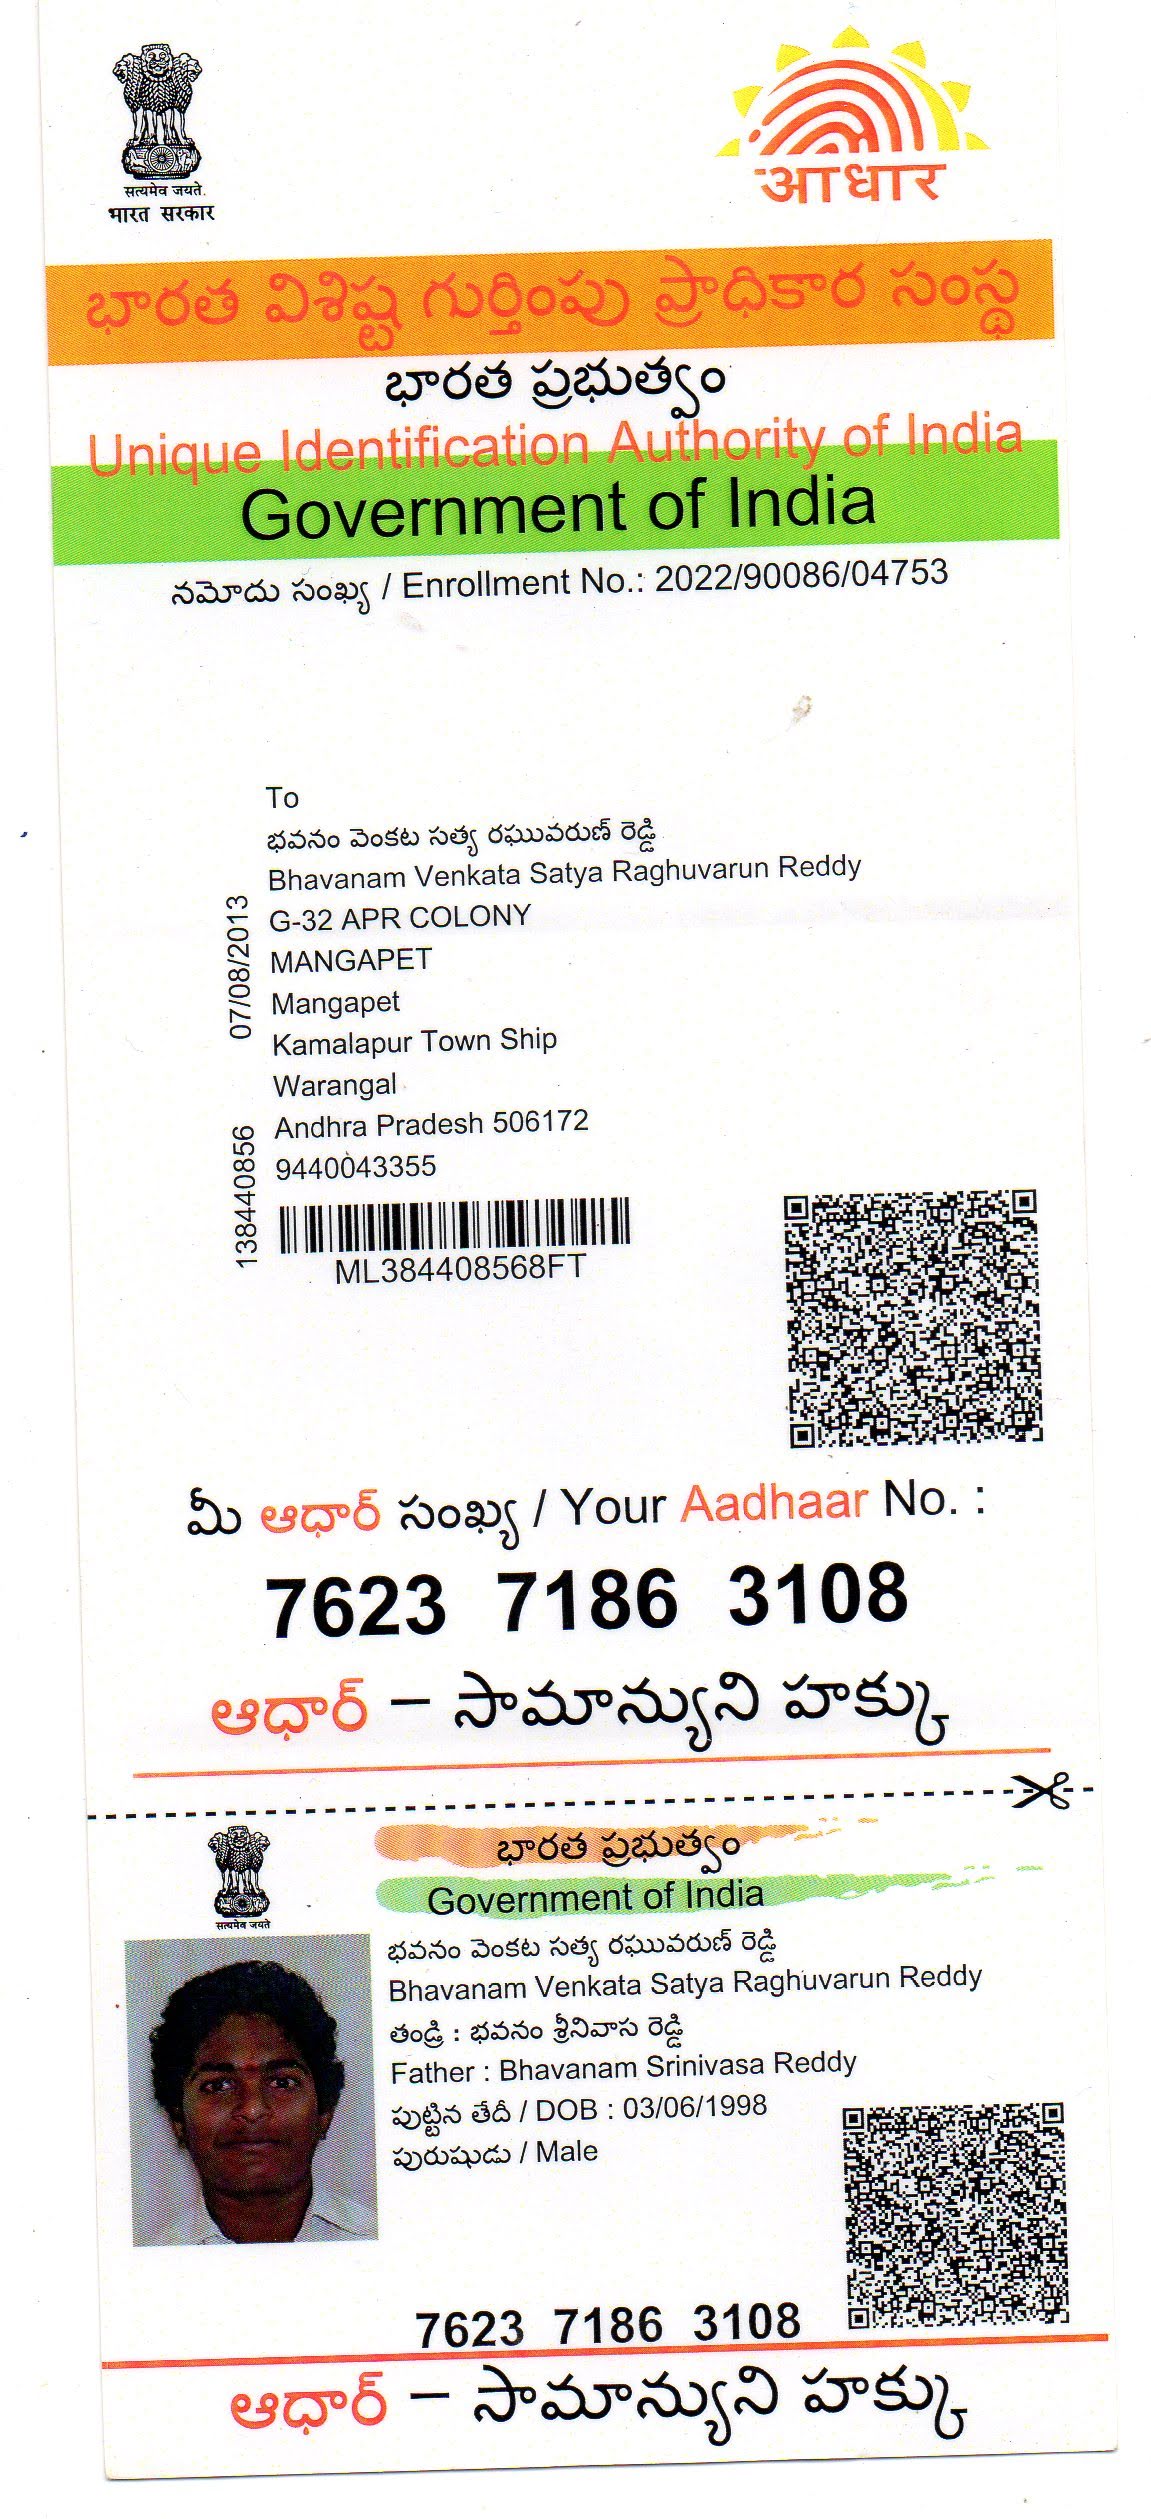 सत्यमेव जयते
भारत सरकार
आधार
భారత విశిష్ట గుర్తింపు ప్రాధికార సంస్థ
భారత ప్రభుత్వం
Unique Identification Authority of India
Government of India
నమోదు సంఖ్య / Enrollment No.: 2022/90086/04753
To
భవనం వెంకట సత్య రఘువరుణ్ రెడ్డి
Bhavanam Venkata Satya Raghuvarun Reddy
G-32 APR COLONY
MANGAPET
Mangapet
Kamalapur Town Ship
Warangal
Andhra Pradesh 506172
9440043355
07/08/2013
138440856
ML384408568FT
మీ ఆధార్ సంఖ్య / Your Aadhaar No. :
7623 7186 3108
ఆధార్ – సామాన్యుని హక్కు
భారత ప్రభుత్వం
Government of India
सत्यमेव जयते
భవనం వెంకట సత్య రఘువరుణ్ రెడ్డి
Bhavanam Venkata Satya Raghuvarun Reddy
తండ్రి : భవనం శ్రీనివాస రెడ్డి
Father : Bhavanam Srinivasa Reddy
పుట్టిన తేదీ / DOB : 03/06/1998
పురుషుడు / Male
7623 7186 3108
ఆధార్ – సామాన్యుని హక్కు